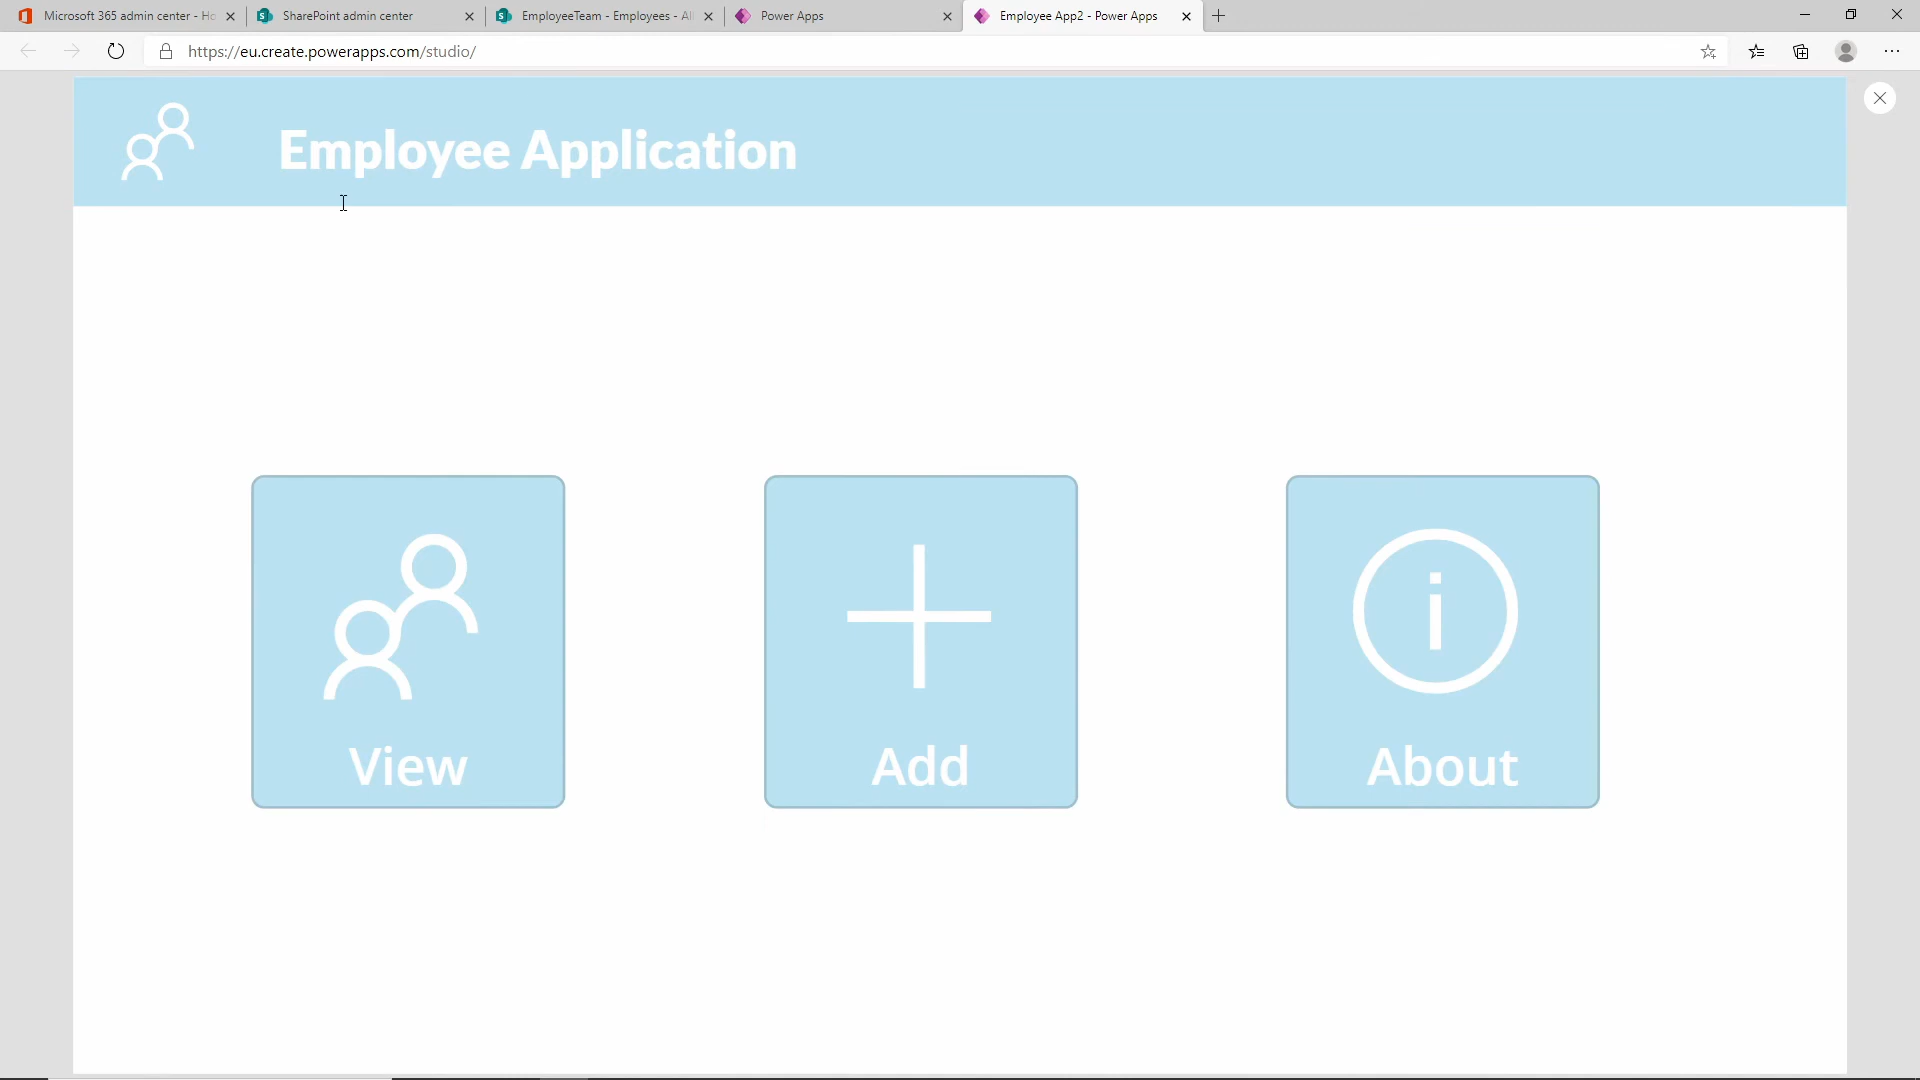 Microsoft 365 admin center - Ho
SharePoint admin center
EmployeeTeam - Employees - All
Power Apps
Employee App2 - Power Apps
https://eu.create.powerapps.com/studio/
Employee Application
View
Add
About